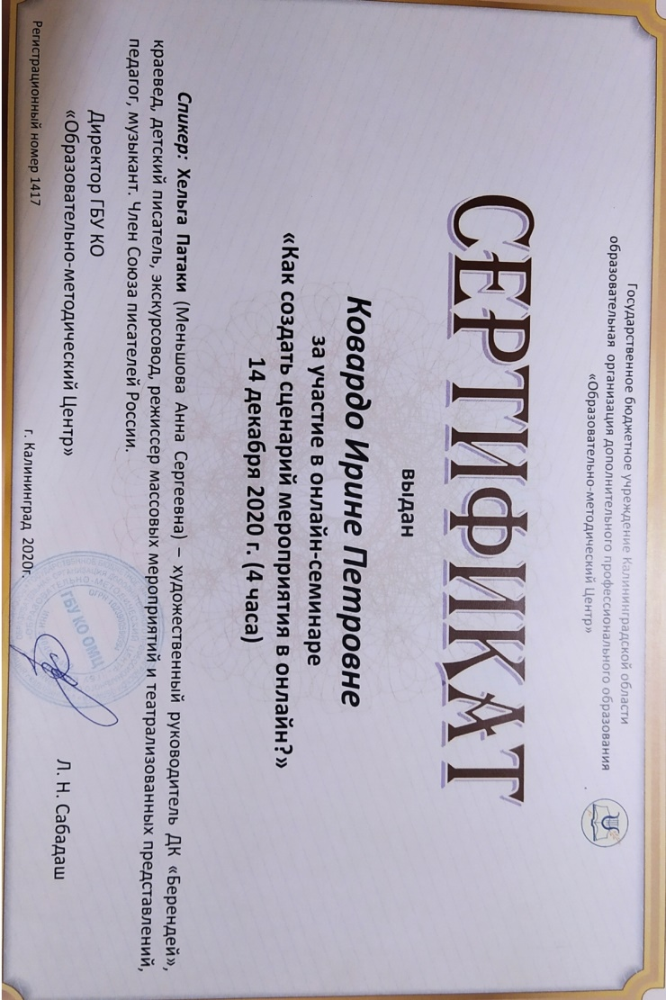 Государственное бюджетное учреждение Калининградской области
образовательная организация дополнительного профессионального образования
«Образовательно-методический Центр»
СЕРТИФИКАТ
выдан
Ковардо Ирине Петровне
за участие в онлайн-семинаре
«Как создать сценарий мероприятия в онлайн?»
14 декабря 2020 г. (4 часа)
Спикер: Хельга Патаки (Меньшова Анна Сергеевна) – художественный руководитель ДК «Берендей»,
краевед, детский писатель, экскурсовод, режиссер массовых мероприятий и театрализованных представлений,
педагог, музыкант. Член Союза писателей России.
Директор ГБУ КО
«Образовательно-методический Центр»
Л. Н. Сабадаш
ГБУ КО ОМЦ
г. Калининград 2020г.
Регистрационный номер 1417